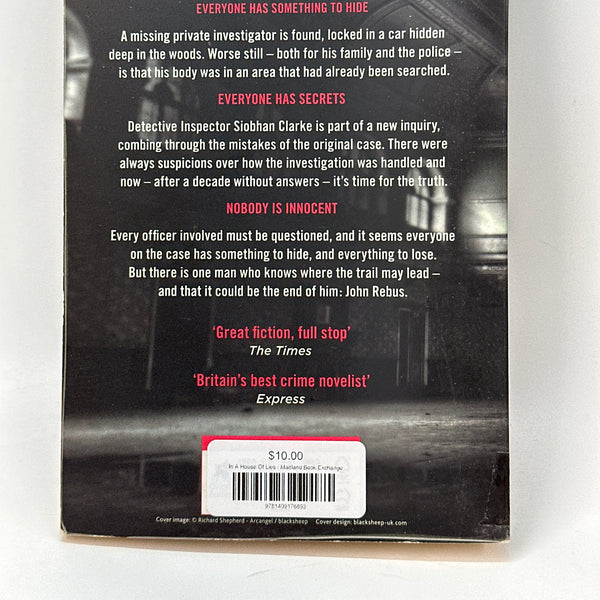 EVERYONE HAS SOMETHING TO HIDE
A missing private investigator is found, locked in a car hidden
deep in the woods. Worse still – both for his family and the police –
is that his body was in an area that had already been searched.
EVERYONE HAS SECRETS
Detective Inspector Siobhan Clarke is part of a new inquiry,
combing through the mistakes of the original case. There were
always suspicions over how the investigation was handled and
now – after a decade without answers – it's time for the truth.
NOBODY IS INNOCENT
Every officer involved must be questioned, and it seems everyone
on the case has something to hide, and everything to lose.
But there is one man who knows where the trail may lead –
and that it could be the end of him: John Rebus.
‘Great fiction, full stop’
The Times
‘Britain's best crime novelist’
Express
$10.00
In A House Of Lies : Maitland Book Exchange
9781409176893
Cover image: © Richard Shepherd - Arcangel / blacksheep Cover design: blacksheep-uk.com